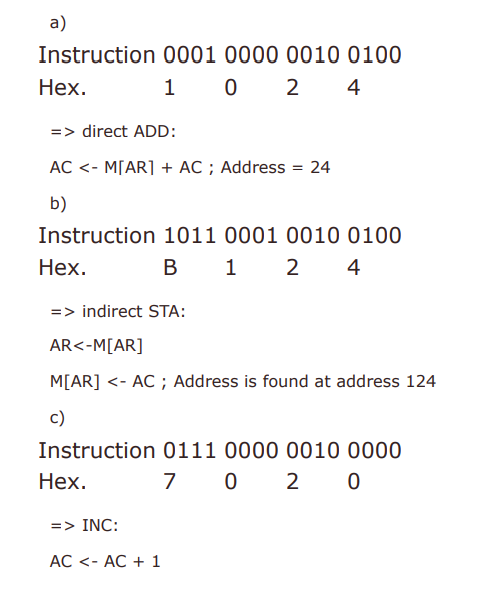 a)
Instruction 0001 0000 0010 0100
Hex. 1 0 2 4
=> direct ADD:
AC <- M[AR] + AC ; Address = 24
b)
Instruction 1011 0001 0010 0100
Hex. B 1 2 4
=> indirect STA:
AR<-M[AR]
M[AR] <- AC ; Address is found at address 124
c)
Instruction 0111 0000 0010 0000
Hex. 7 0 2 0
=> INC:
AC <- AC + 1